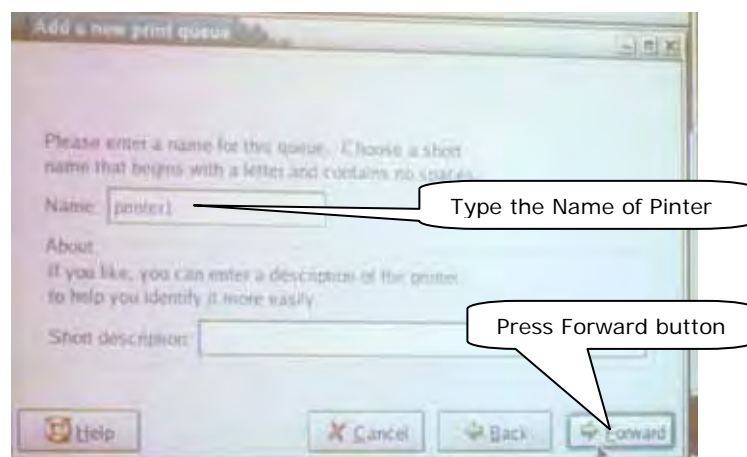 Add a new print queue
Please enter a name for this queue. Choose a short
name that begins with a letter and contains no spaces.
Name: printer1
Type the Name of Pinter
About
If you like, you can enter a description of the printer
to help you identify it more easily
Press Forward button
Short description:
Help
Cancel
Back
Forward